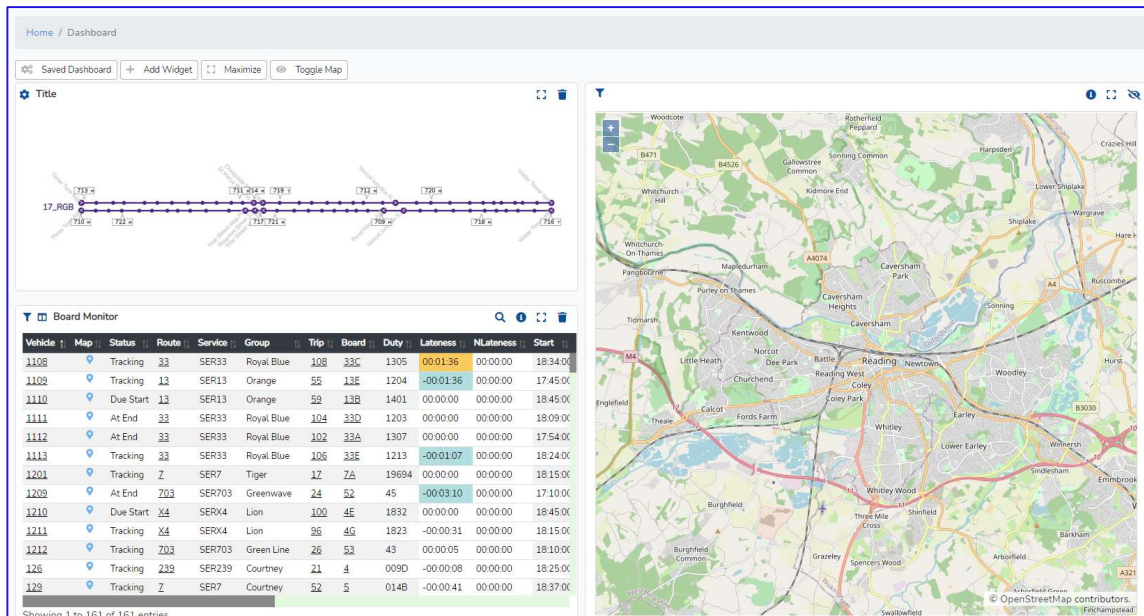 Home / Dashboard
Saved Dashboard
Add Widget
Maximize
Toggle Map
Title
17_RGB
713
711
714
719
712
720
710
722
717
721
709
718
716
Board Monitor
Vehicle Map Status Route Service Group Trip Board Duty Lateness NLateness Start
1108 Tracking 33 SER33 Royal Blue 108 33C 1305 00:01:36 00:00:00 18:34:00
1109 Tracking 13 SER13 Orange 55 13E 1204 -00:01:36 00:00:00 17:45:00
1110 Due Start 13 SER13 Orange 59 13B 1401 00:00:00 00:00:00 18:45:00
1111 At End 33 SER33 Royal Blue 104 33D 1203 00:00:00 00:00:00 18:09:00
1112 At End 33 SER33 Royal Blue 102 33A 1307 00:00:00 00:00:00 17:54:00
1113 Tracking 33 SER33 Royal Blue 106 33E 1213 -00:01:07 00:00:00 18:24:00
1201 Tracking 7 SER7 Tiger 17 7A 19694 00:00:00 00:00:00 18:15:00
1209 At End 703 SER703 Greenwave 24 52 45 -00:03:10 00:00:00 17:10:00
1210 Due Start X4 SERX4 Lion 100 4E 1832 00:00:00 00:00:00 18:45:00
1211 Tracking X4 SERX4 Lion 96 4G 1823 -00:00:31 00:00:00 18:15:00
1212 Tracking 703 SER703 Green Line 26 53 43 00:00:05 00:00:00 18:10:00
126 Tracking 239 SER239 Courtney 21 4 009D -00:00:08 00:00:00 18:25:00
129 Tracking 7 SER7 Courtney 52 5 014B -00:00:41 00:00:00 18:37:00
Showing 1 to 161 of 161 entries
Woodcote
Rotherfield
Peppard
Harpsden
Crazies Hill
B471
B4526
Gallowstree
Common
Sonning Common
Kidmore End
Lower Shiplake
Whitchurch
Hill
Wargrave
Shiplake
Hare H
Whitchurch-
On-Thames
A4074
Mapledurham
Caversham
Park
Pangbourne
A4
Ruscombe
Purley on Thames
Caversham
Heights
Sonning
Tidmarsh
Caversham
Kentwood
M4
Little Heath
Norcot
Dee Park
Battle
Reading
Newtown
Hurst
Reading West
Woodley
Churchend
Coley
Coley Park
Englefield
Calcot
B3030
Theale
Fords Farm
Earley
Whitley
Lower Earley
Winnersh
Sindlesham
Emmbrook
Whitley Wood
Burghfield
Three Mile
Cross
Shinfield
Barkham
Burghfield
Common
Grazeley
Arborfield
Spencers Wood
A321
Arborfield Green
© OpenStreetMap contributors.
Swallowfield
Finchampstead